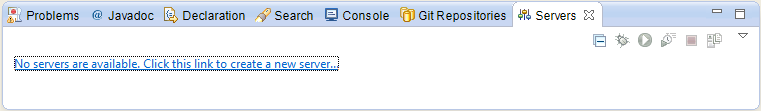 Problems @ Javadoc Declaration Search Console Git Repositories Servers
No servers are available. Click this link to create a new server...